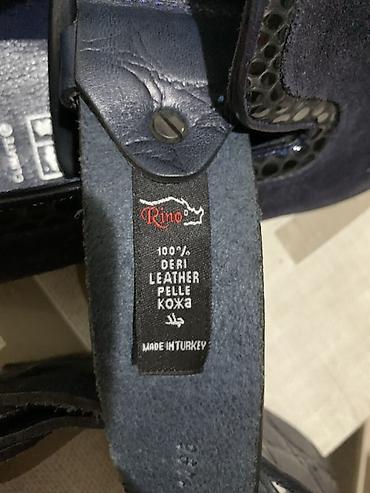 Rino
100%
DERI
LEATHER
PELLE
КОЖа
MADE IN TURKEY